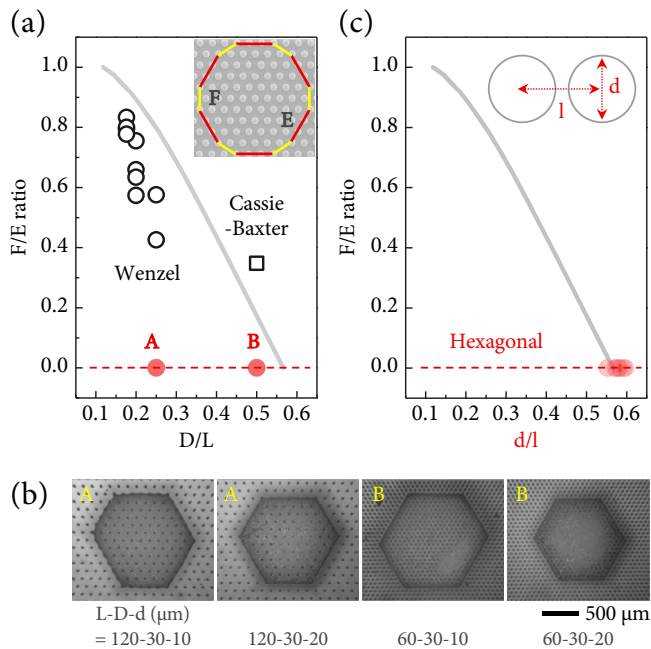 (a)
F/E ratio
1.0
0.8
0.6
0.4
0.2
0.0
F
E
Cassie
-Baxter
Wenzel
A
B
0.1 0.2 0.3 0.4 0.5 0.6
D/L
(c)
F/E ratio
1.0
0.8
0.6
0.4
0.2
0.0
d
l
Hexagonal
0.1 0.2 0.3 0.4 0.5 0.6
d/l
(b)
A
A
B
B
L-D-d (μm)
= 120-30-10 120-30-20 60-30-10 60-30-20
500 μm